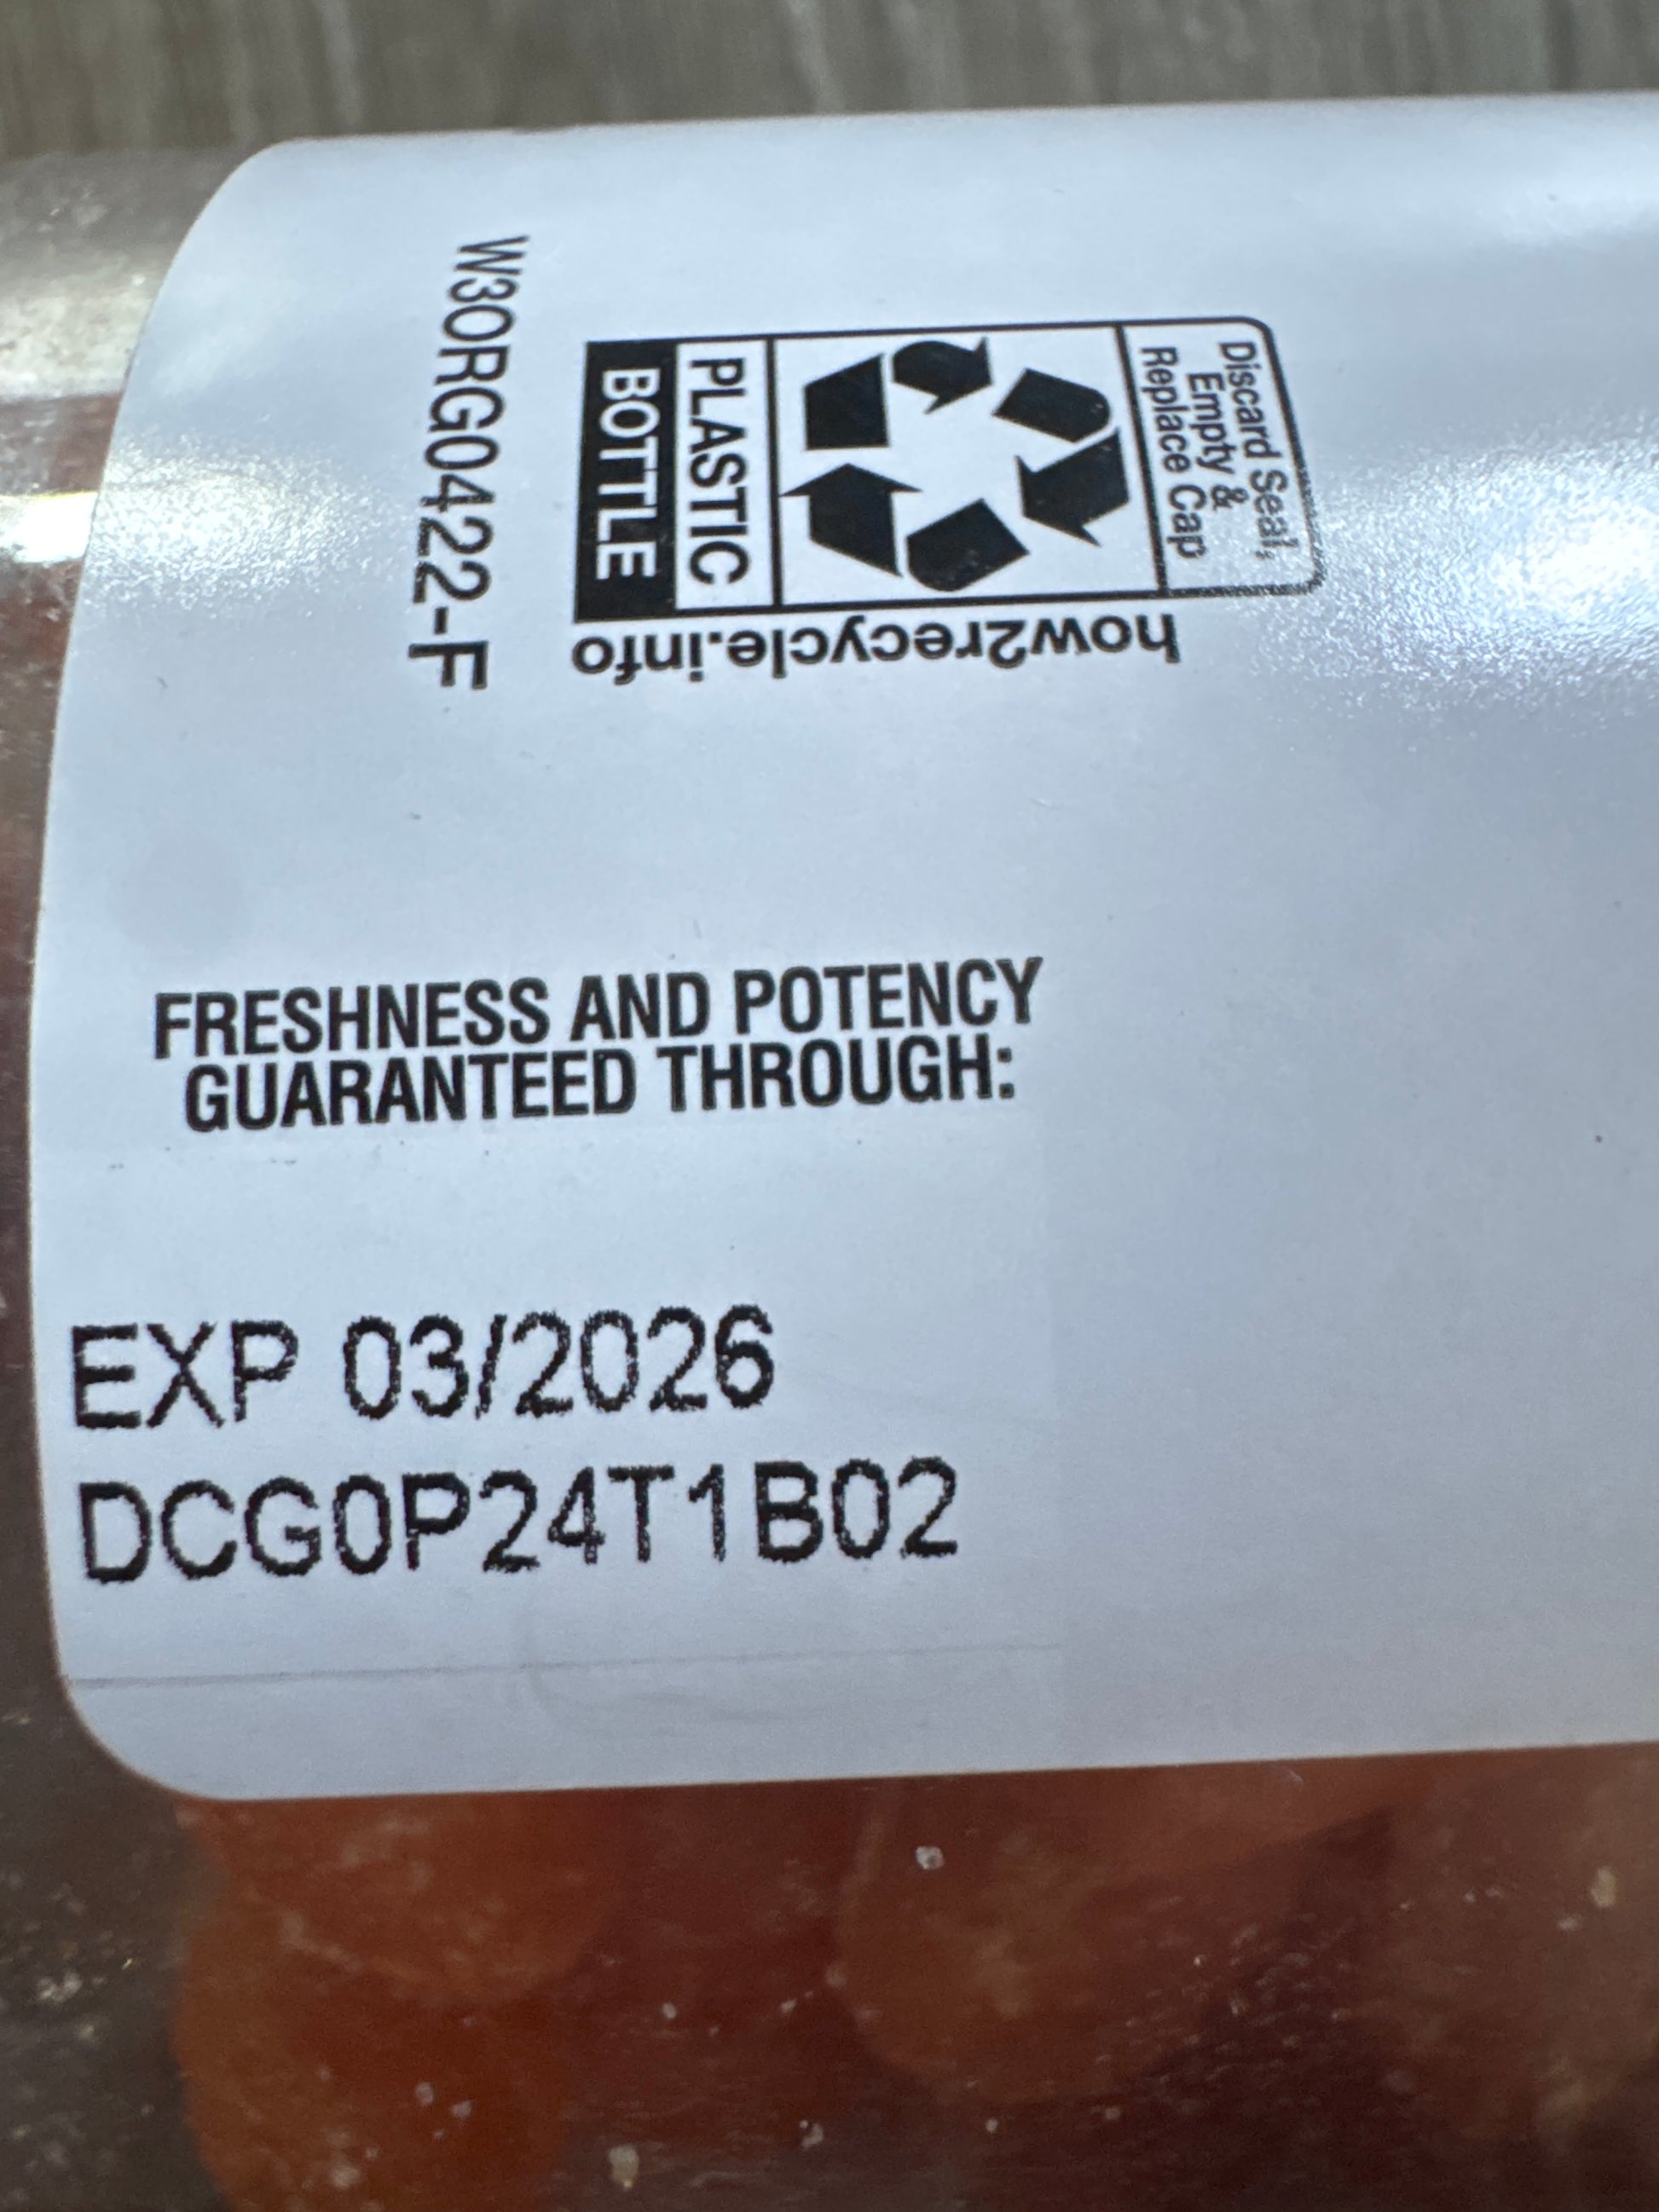 W30RG0422-F
Discard Seal,
Empty &
Replace Cap
PLASTIC
BOTTLE
how2recycle.info
FRESHNESS AND POTENCY
GUARANTEED THROUGH:
EXP 03/2026
DCG0P24T1B02